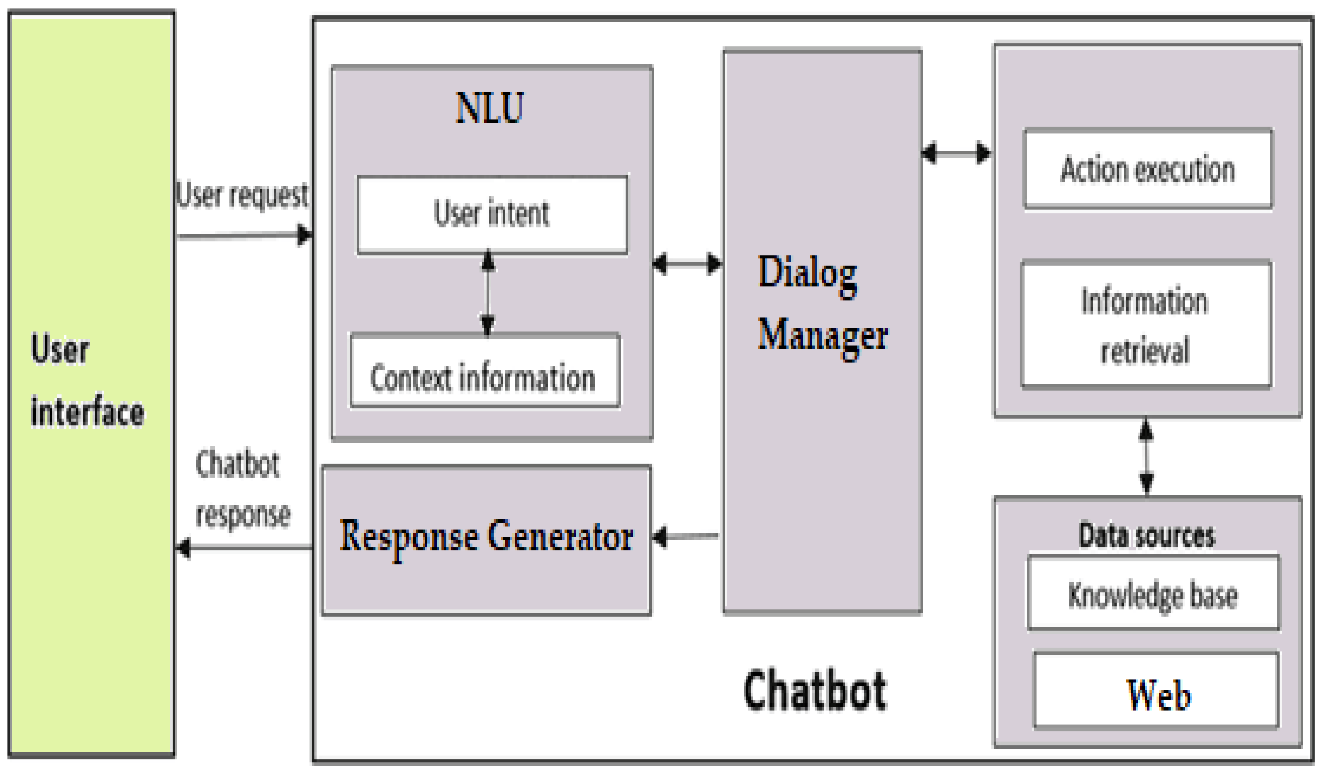 User
interface
User request
Chatbot
response
NLU
User intent
Context information
Response Generator
Dialog
Manager
Action execution
Information
retrieval
Data sources
Knowledge base
Web
Chatbot